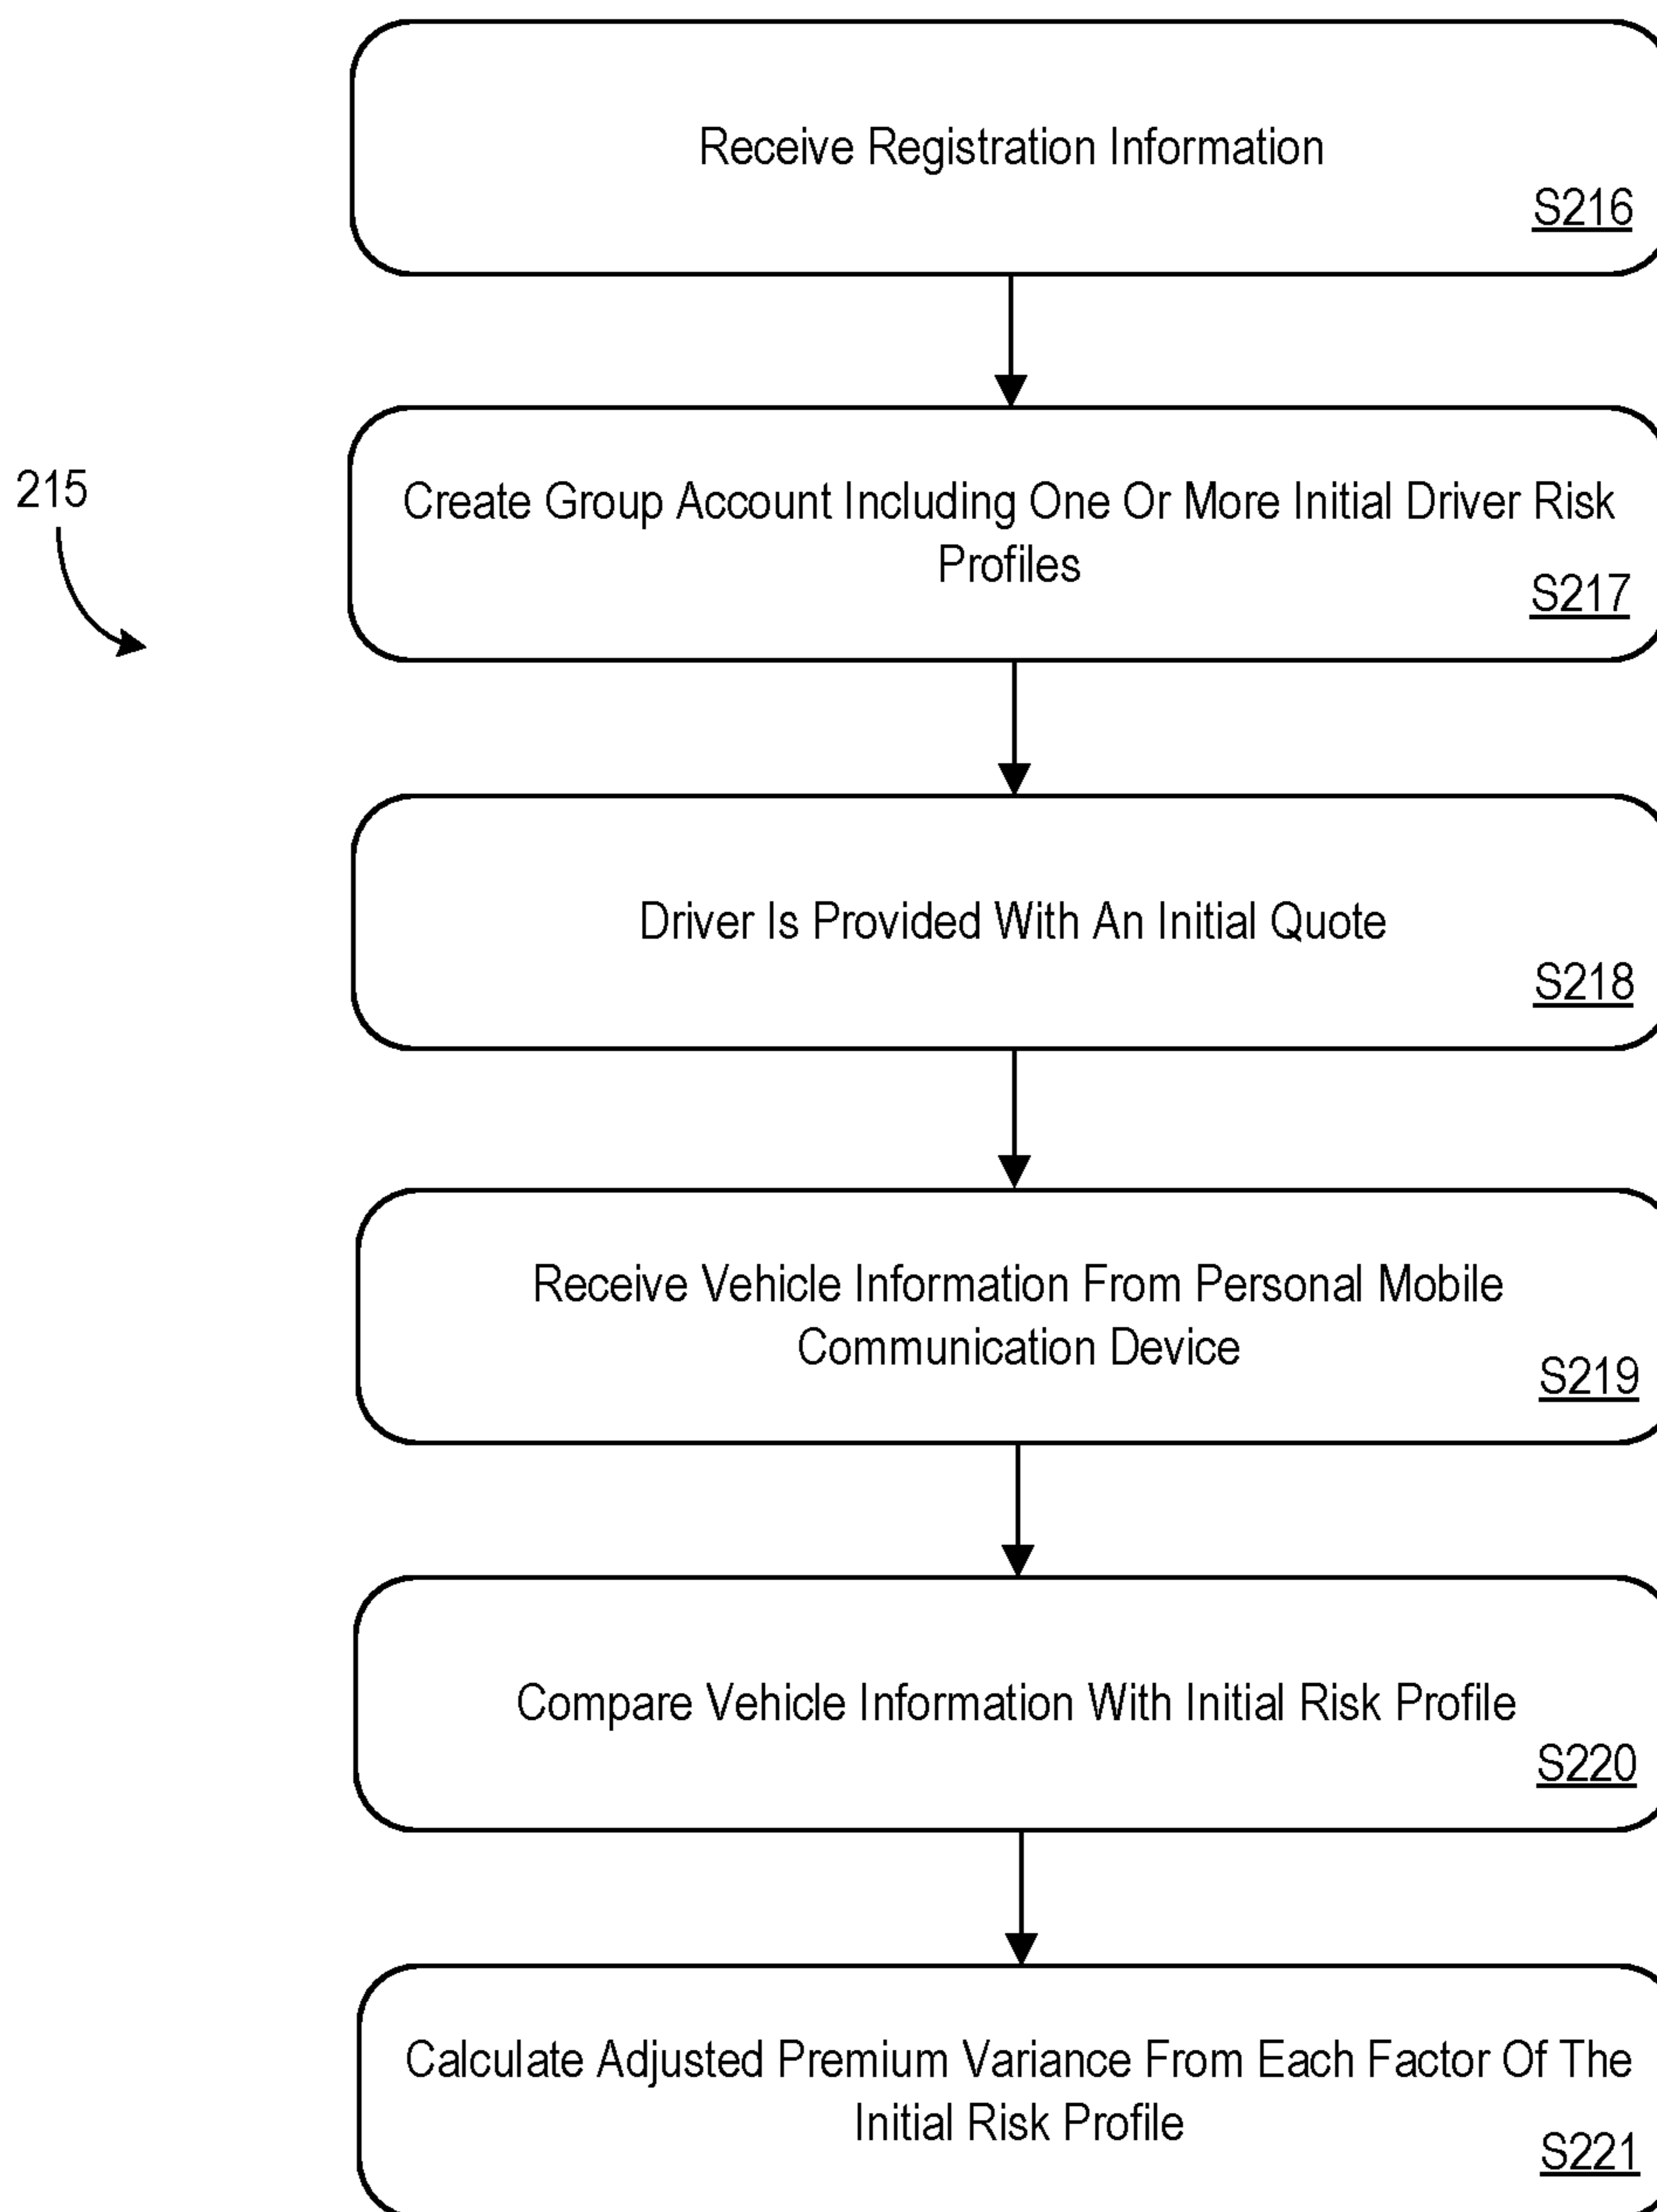 Receive Registration Information
S216
215
Create Group Account Including One Or More Initial Driver Risk
Profiles
S217
Driver Is Provided With An Initial Quote
S218
Receive Vehicle Information From Personal Mobile
Communication Device
S219
Compare Vehicle Information With Initial Risk Profile
S220
Calculate Adjusted Premium Variance From Each Factor Of The
Initial Risk Profile
S221